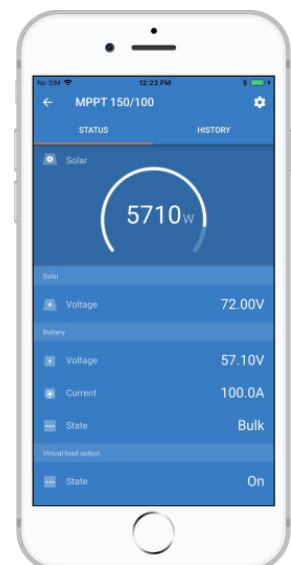 No SIM 12:23 PM
MPPT 150/100
STATUS HISTORY
Solar
5710W
Solar
Voltage 72.00V
Battery
Voltage 57.10V
Current 100.0A
State Bulk
Virtual load output
State On